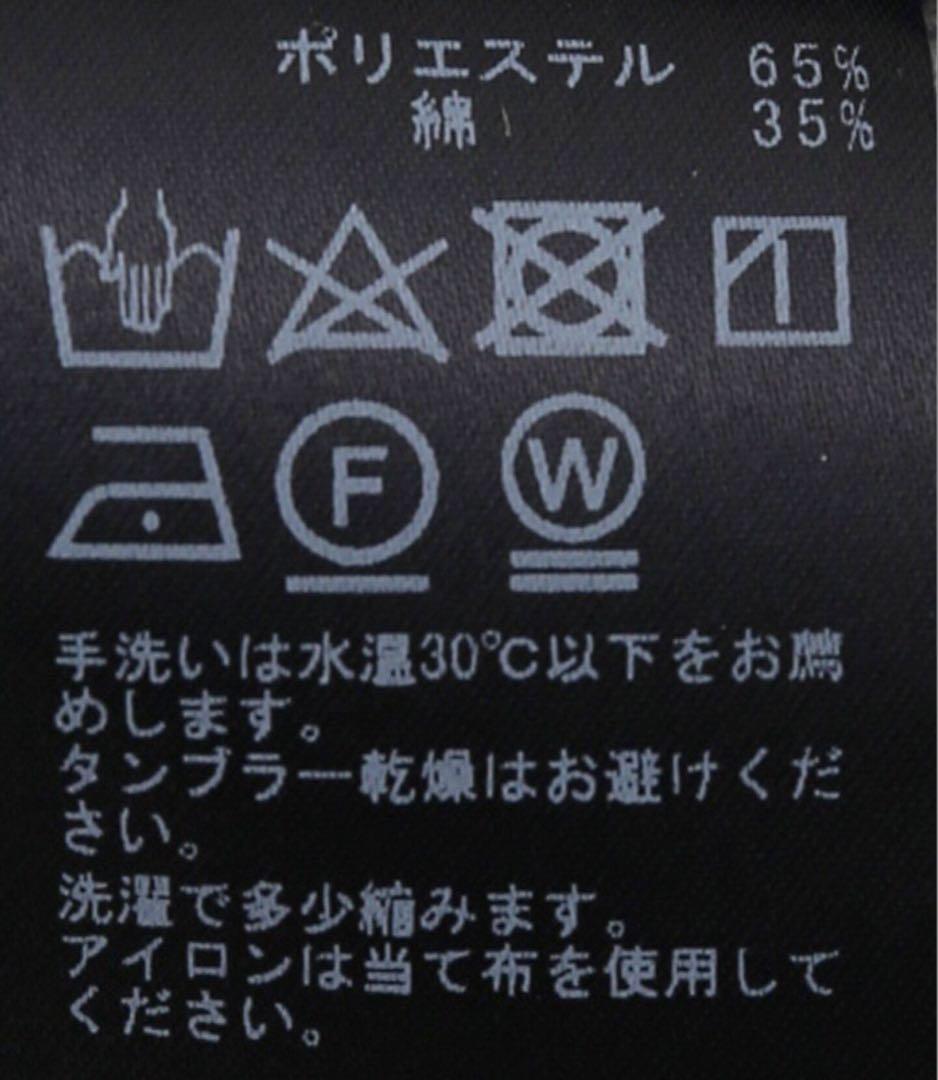 ポリエステル 65%
綿 35%
F W
手洗いは水温30℃以下をお薦
めします。
タンブラー乾燥はお避けくだ
さい。
洗濯で多少縮みます。
アイロンは当て布を使用して
ください。